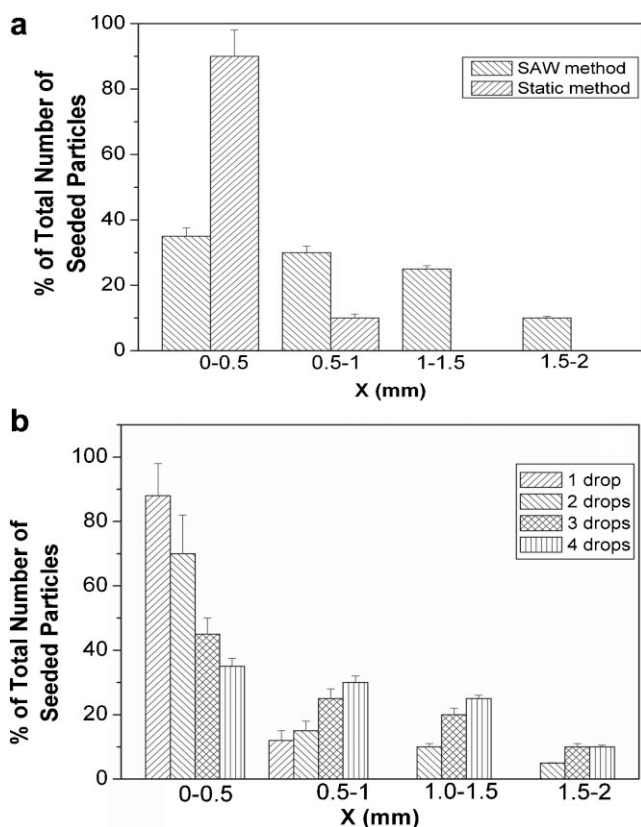 a
% of Total Number of
Seeded Particles
100
80
60
40
20
0
SAW method
Static method
0-0.5 0.5-1 1-1.5 1.5-2
X (mm)
b
% of Total Number of
Seeded Particles
100
80
60
40
20
0
1 drop
2 drops
3 drops
4 drops
0-0.5 0.5-1 1.0-1.5 1.5-2
X (mm)